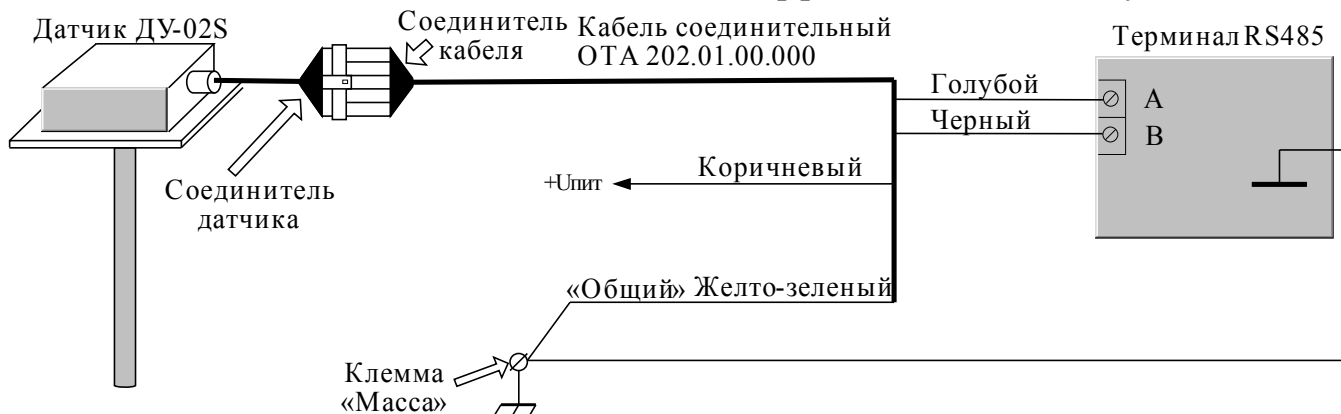 Датчик ДУ-02S
Соединитель
кабеля
Кабель соединительный
ОТА 202.01.00.000
Терминал RS485
Голубой
А
Черный
В
+Uпит
Коричневый
Соединитель
датчика
«Общий» Желто-зеленый
Клемма
«Масса»